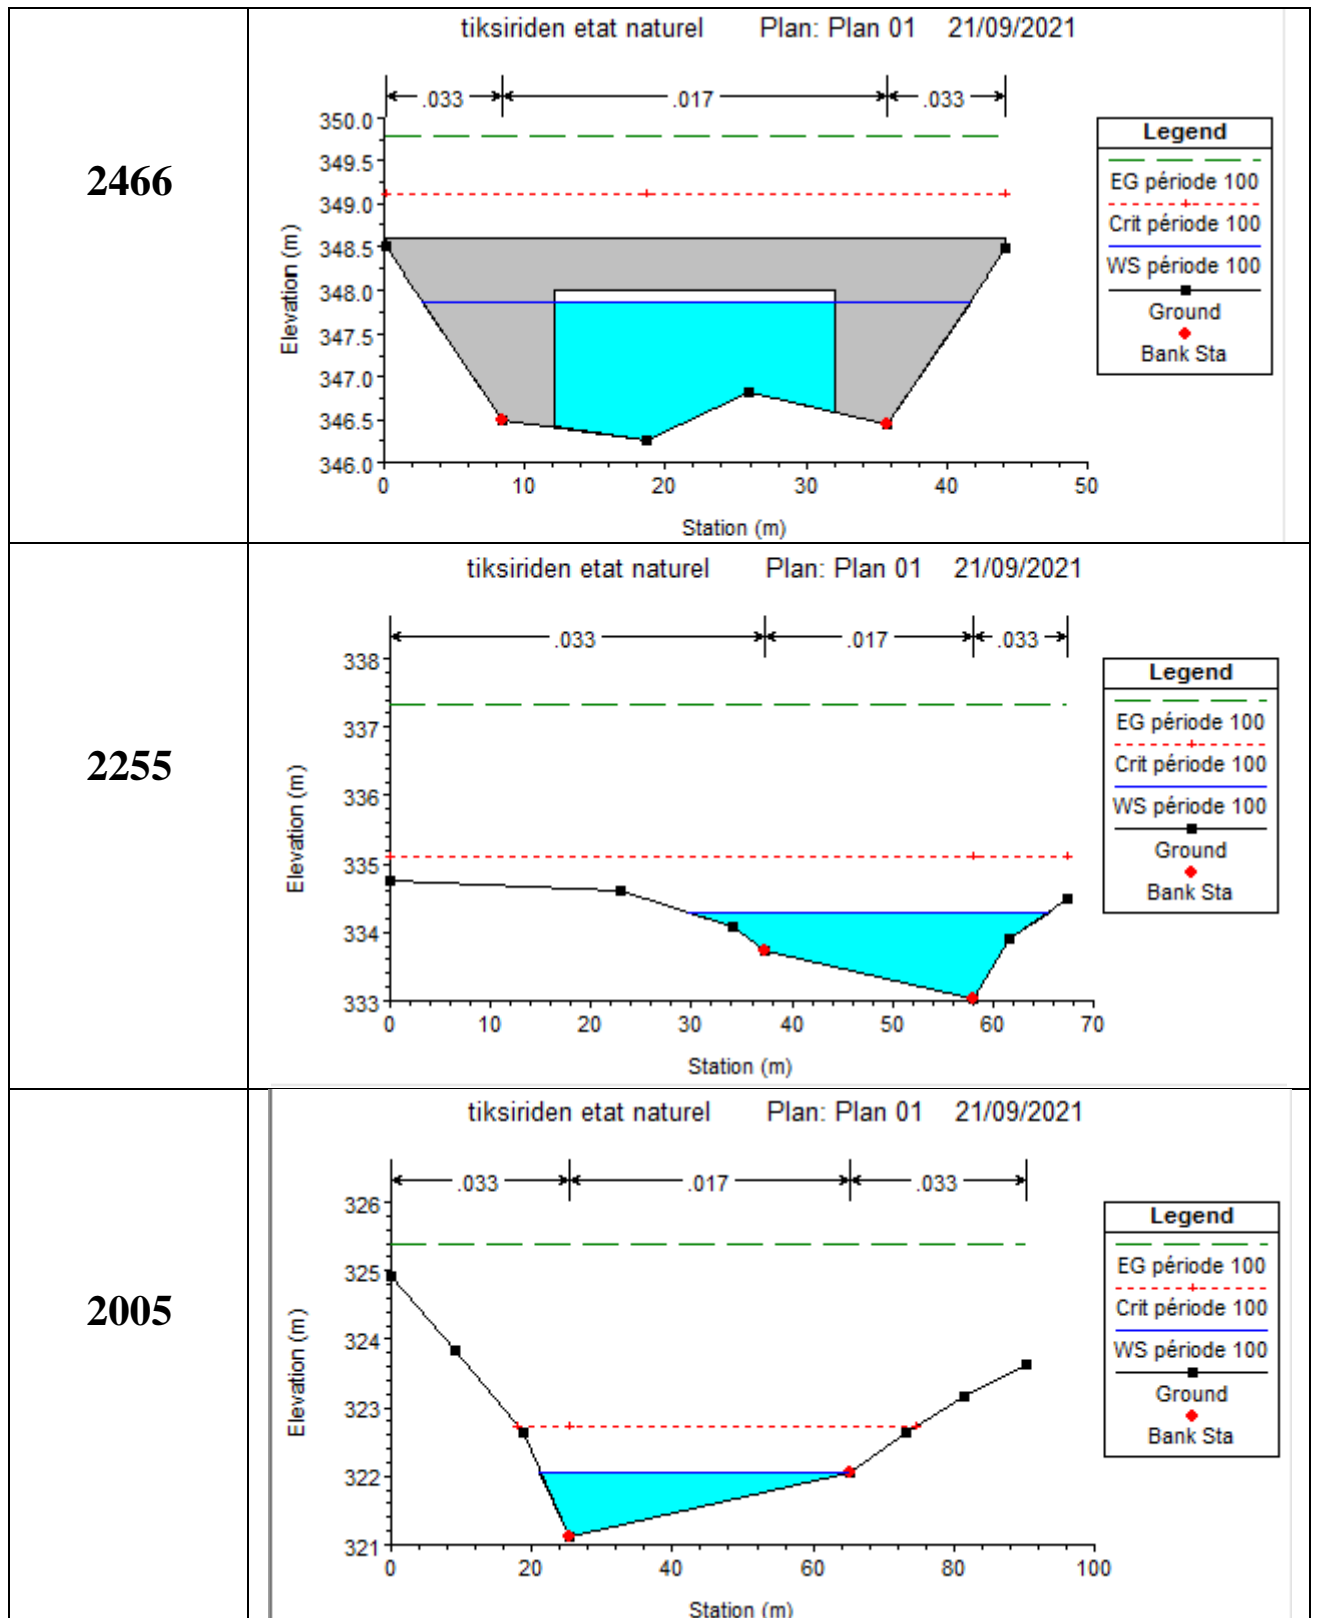 2466
tiksiriden etat naturel Plan: Plan 01 21/09/2021
.033 .017 .033
350.0
349.5
349.0
348.5
348.0
347.5
347.0
346.5
346.0
Elevation (m)
0 10 20 30 40 50
Station (m)
Legend
EG période 100
Crit période 100
WS période 100
Ground
Bank Sta
2255
tiksiriden etat naturel Plan: Plan 01 21/09/2021
.033 .017 .033
338
337
336
335
334
333
Elevation (m)
0 10 20 30 40 50 60 70
Station (m)
Legend
EG période 100
Crit période 100
WS période 100
Ground
Bank Sta
2005
tiksiriden etat naturel Plan: Plan 01 21/09/2021
.033 .017 .033
326
325
324
323
322
321
Elevation (m)
0 20 40 60 80 100
Station (m)
Legend
EG période 100
Crit période 100
WS période 100
Ground
Bank Sta